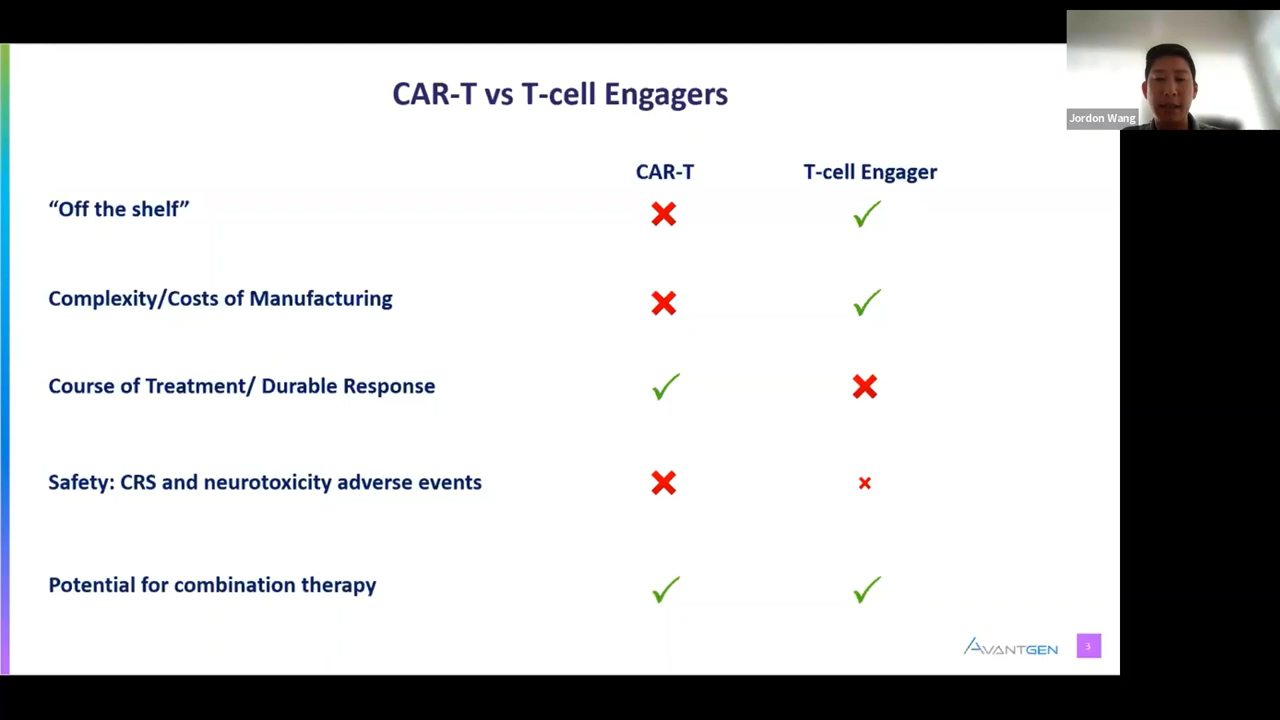 CAR-T vs T-cell Engagers
Jordon Wang
CAR-T T-cell Engager
“Off the shelf”
Complexity/Costs of Manufacturing
Course of Treatment/ Durable Response
Safety: CRS and neurotoxicity adverse events
Potential for combination therapy
AVANTGEN 3